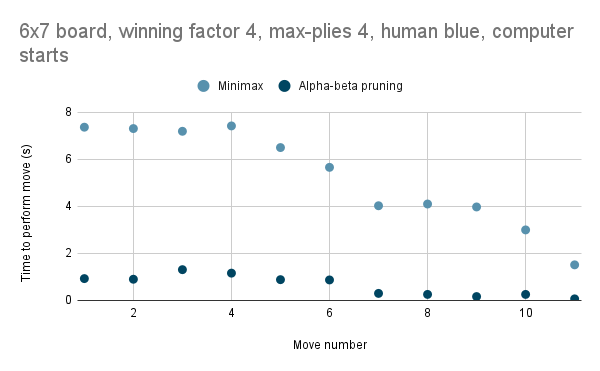 6x7 board, winning factor 4, max-plies 4, human blue, computer
starts
Minimax Alpha-beta pruning
8
6
4
2
0
Time to perform move (s)
2 4 6 8 10
Move number